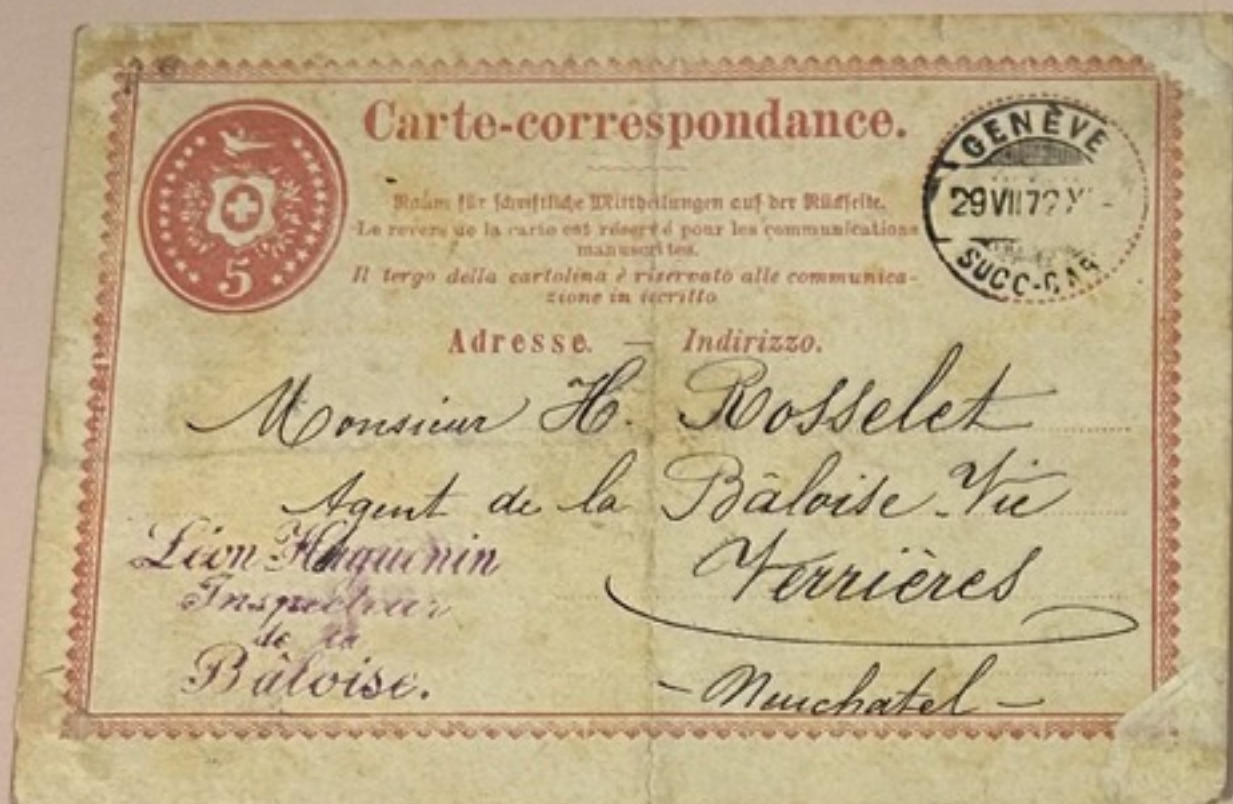 Carte-correspondance.
5
Raum für schriftliche Mittheilungen auf der Rückseite.
Le revers de la carte est réservé pour les communications
manuscrites.
Il tergo della cartolina è riservato alle communica-
zione in iscritto
Adresse. — Indirizzo.
GENÈVE
29 VII 72
SUCC-GAR
Monsieur H. Rosselet
Agent de la Bâloise-Vie
Verrières
- Neuchatel -
Léon Huguenin
Inspecteur
de la
Bâloise.